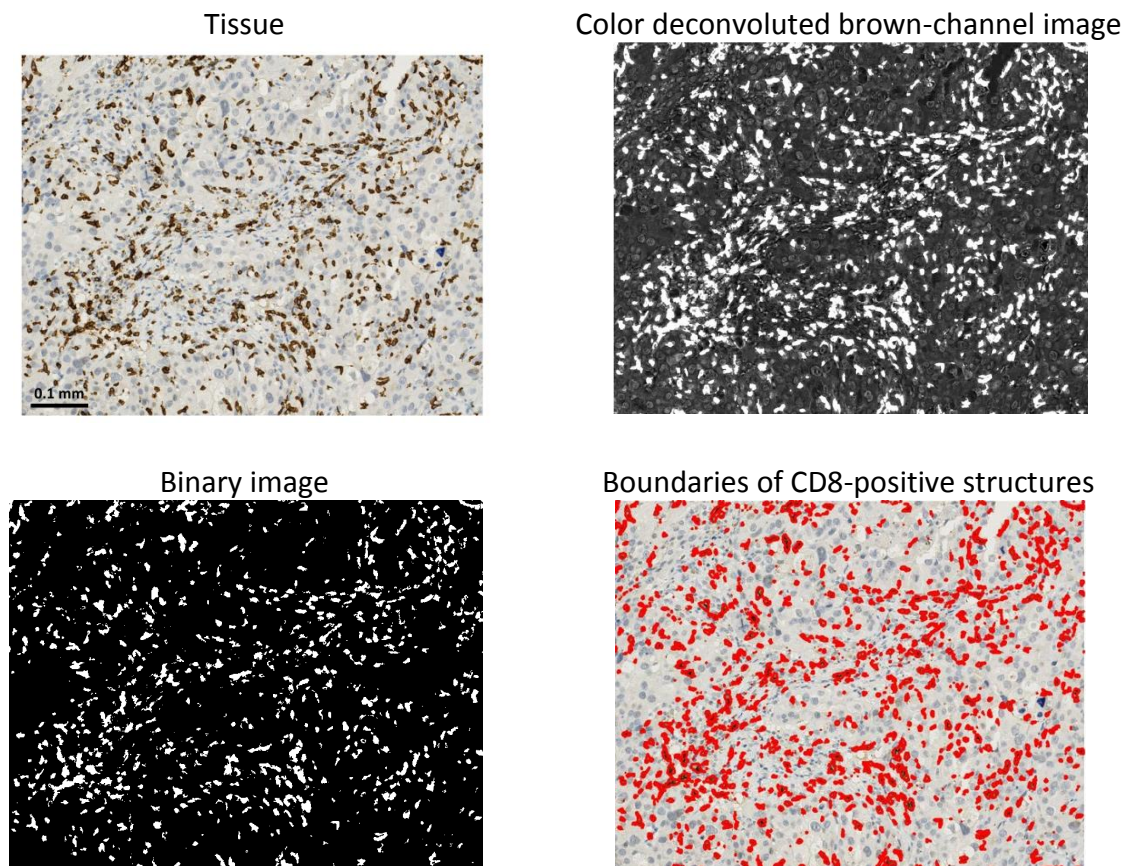 Tissue
Color deconvoluted brown-channel image
0.1 mm
Binary image
Boundaries of CD8-positive structures